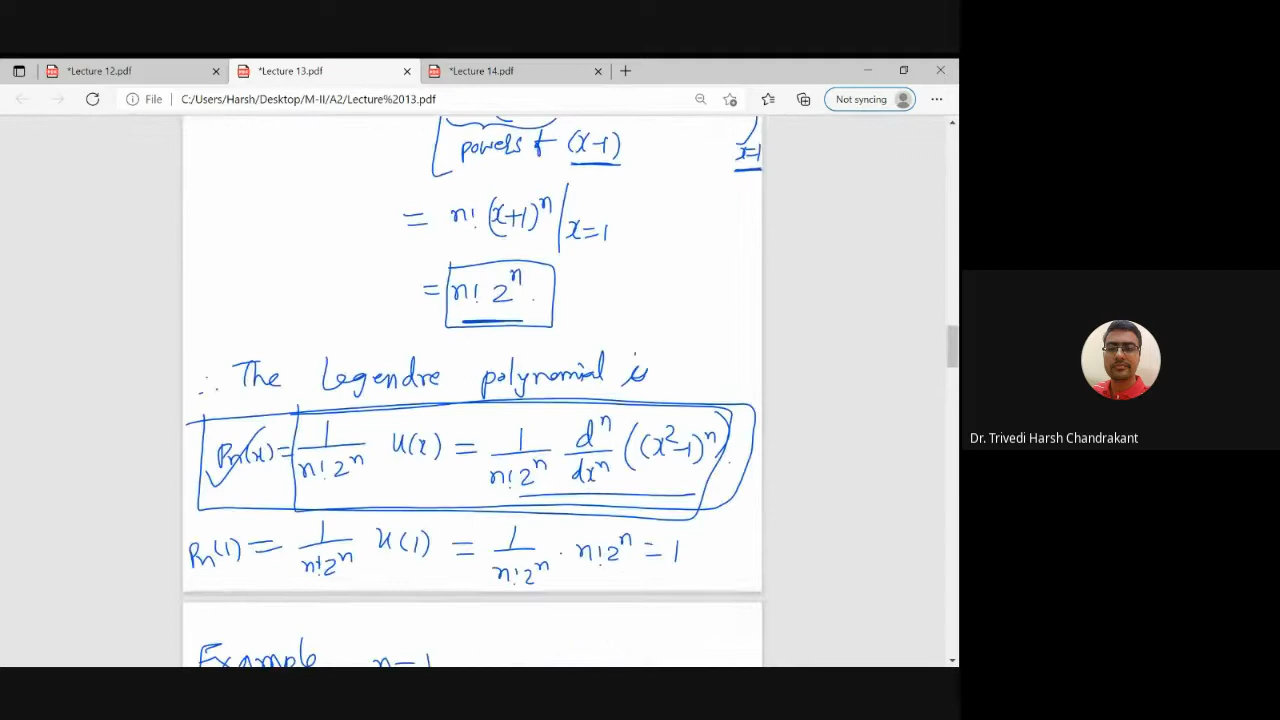 *Lecture 12.pdf *Lecture 13.pdf *Lecture 14.pdf
File C:/Users/Harsh/Desktop/M-II/A2/Lecture%2013.pdf Not syncing
powers of (x-1) x=1
= n! (x+1)^n |x=1
= n! 2^n.
∴ The Legendre polynomial is
Pn(x) = 1/(n! 2^n) u(x) = 1/(n! 2^n) d^n/dx^n ((x^2-1)^n).
Pn(1) = 1/(n! 2^n) u(1) = 1/(n! 2^n) . n! 2^n = 1
Example n=1
Dr. Trivedi Harsh Chandrakant